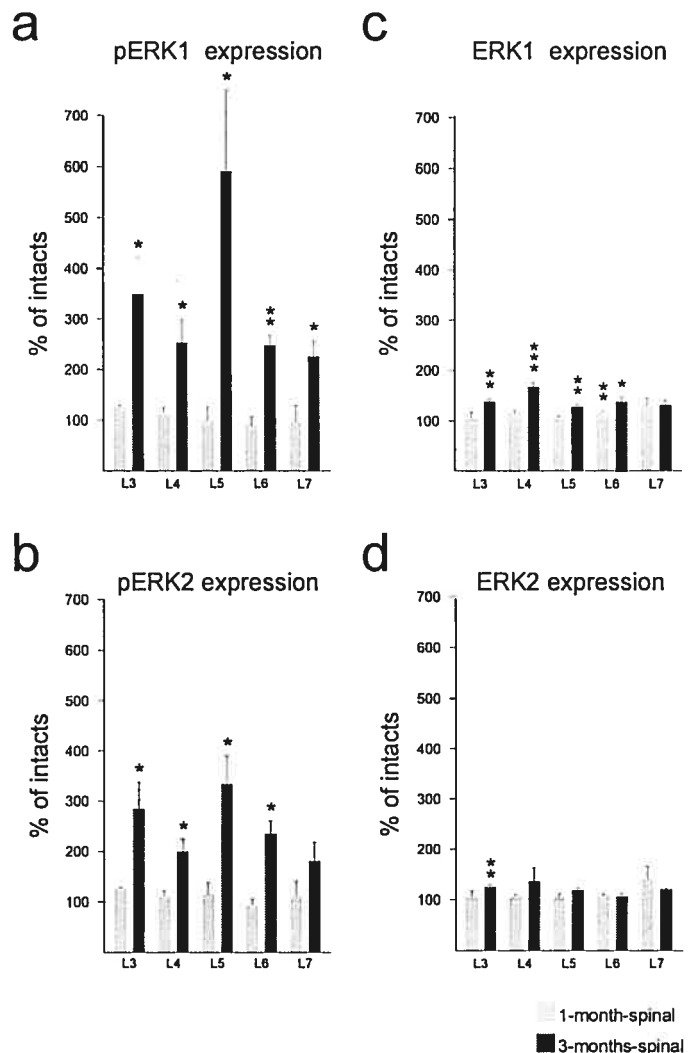 a
pERK1 expression
% of intacts
700
600
500
400
300
200
100
*
*
*
**
*
L3 L4 L5 L6 L7
c
ERK1 expression
% of intacts
700
600
500
400
300
200
100
**
***
**
**
*
L3 L4 L5 L6 L7
b
pERK2 expression
% of intacts
700
600
500
400
300
200
100
*
*
*
*
L3 L4 L5 L6 L7
d
ERK2 expression
% of intacts
700
600
500
400
300
200
100
**
L3 L4 L5 L6 L7
1-month-spinal
3-months-spinal